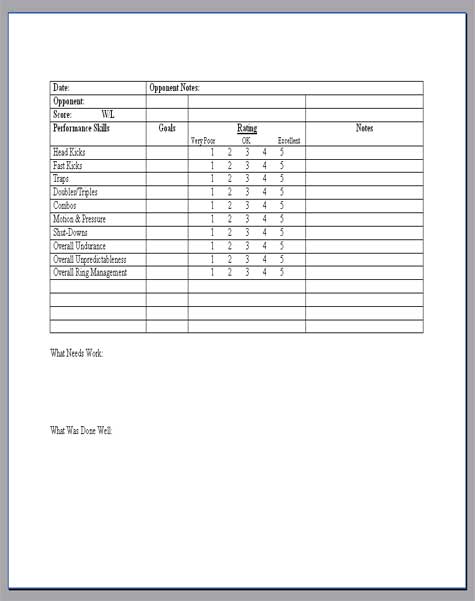 Date: Opponent Notes:
Opponent:
Score: W/L
Performance Skills Goals Rating Notes
Very Poor OK Excellent
Head Kicks 1 2 3 4 5
Fast Kicks 1 2 3 4 5
Traps 1 2 3 4 5
Doubles/Triples 1 2 3 4 5
Combos 1 2 3 4 5
Motion & Pressure 1 2 3 4 5
Shut-Downs 1 2 3 4 5
Overall Undurance 1 2 3 4 5
Overall Unpredictableness 1 2 3 4 5
Overall Ring Management 1 2 3 4 5
What Needs Work:
What Was Done Well: